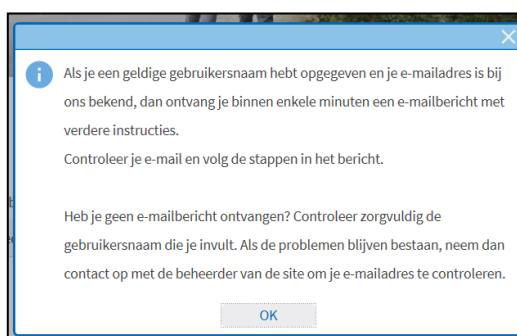 Als je een geldige gebruikersnaam hebt opgegeven en je e-mailadres is bij
ons bekend, dan ontvang je binnen enkele minuten een e-mailbericht met
verdere instructies.
Controleer je e-mail en volg de stappen in het bericht.
Heb je geen e-mailbericht ontvangen? Controleer zorgvuldig de
gebruikersnaam die je invult. Als de problemen blijven bestaan, neem dan
contact op met de beheerder van de site om je e-mailadres te controleren.
OK